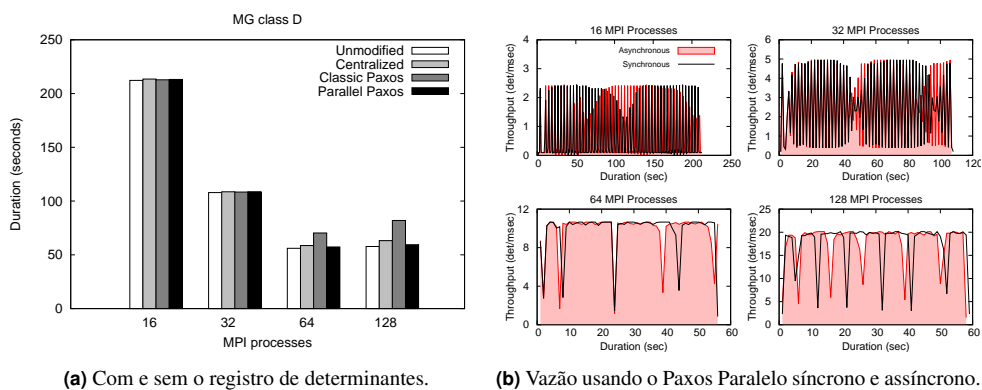 MG class D
Duration (seconds)
250
200
150
100
50
0
Unmodified
Centralized
Classic Paxos
Parallel Paxos
16 32 64 128
MPI processes
(a) Com e sem o registro de determinantes.
16 MPI Processes
Throughput (det/msec)
4
3
2
1
0
Asynchronous
Synchronous
0 50 100 150 200 250
Duration (sec)
32 MPI Processes
Throughput (det/msec)
6
5
4
3
2
1
0
0 20 40 60 80 100 120
Duration (sec)
64 MPI Processes
Throughput (det/msec)
12
9
6
3
0
0 10 20 30 40 50 60
Duration (sec)
128 MPI Processes
Throughput (det/msec)
25
20
15
10
5
0
0 10 20 30 40 50 60
Duration (sec)
(b) Vazão usando o Paxos Paralelo síncrono e assíncrono.